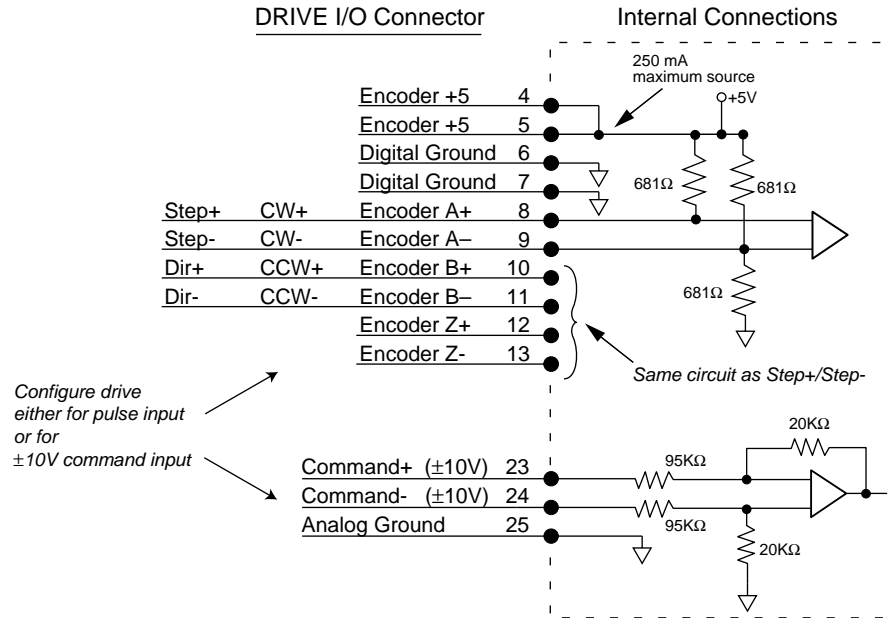 DRIVE I/O Connector
Internal Connections
250 mA
maximum source
+5V
Encoder +5 4
Encoder +5 5
Digital Ground 6
Digital Ground 7
681Ω
681Ω
Step+ CW+ Encoder A+ 8
Step- CW- Encoder A– 9
Dir+ CCW+ Encoder B+ 10
Dir- CCW- Encoder B– 11
681Ω
Encoder Z+ 12
Encoder Z- 13
Same circuit as Step+/Step-
Configure drive
either for pulse input
or for
±10V command input
20KΩ
Command+ (±10V) 23
95KΩ
Command- (±10V) 24
95KΩ
Analog Ground 25
20KΩ